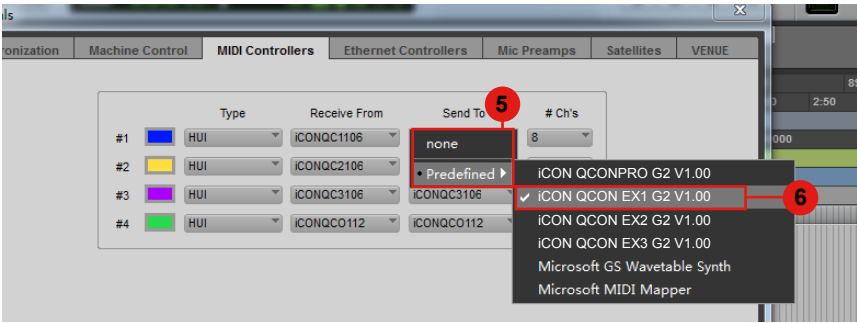 als
ronization Machine Control MIDI Controllers Ethernet Controllers Mic Preamps Satellites VENUE
Type Receive From Send To 5 # Ch's
#1 HUI iCONQC1106 none 8
#2 HUI iCONQC2106 Predefined
#3 HUI iCONQC3106 iCONQC3106
#4 HUI iCONQCO112 iCONQCO112
iCON QCONPRO G2 V1.00
✓ iCON QCON EX1 G2 V1.00 6
iCON QCON EX2 G2 V1.00
iCON QCON EX3 G2 V1.00
Microsoft GS Wavetable Synth
Microsoft MIDI Mapper
89
2:50
000